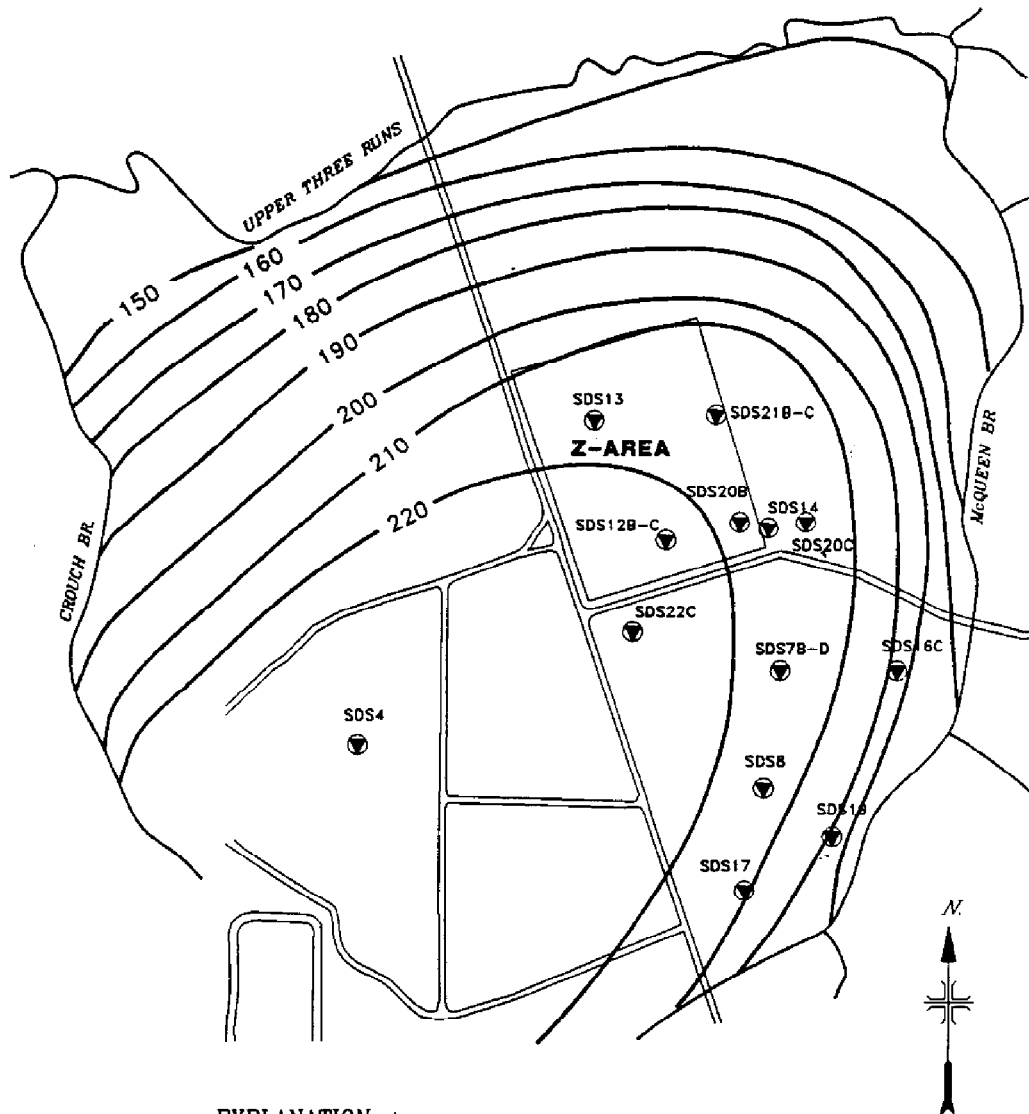 UPPER THREE RUNS
150
160
170
180
190
200
210
220
SDS13
SDS21B-C
Z-AREA
SDS20B
SDS14
SDS12B-C
SDS20C
McQUEEN BR
CROUCH BR.
SDS22C
SDS7B-D
SDS16C
SDS4
SDS8
SDS17
N.